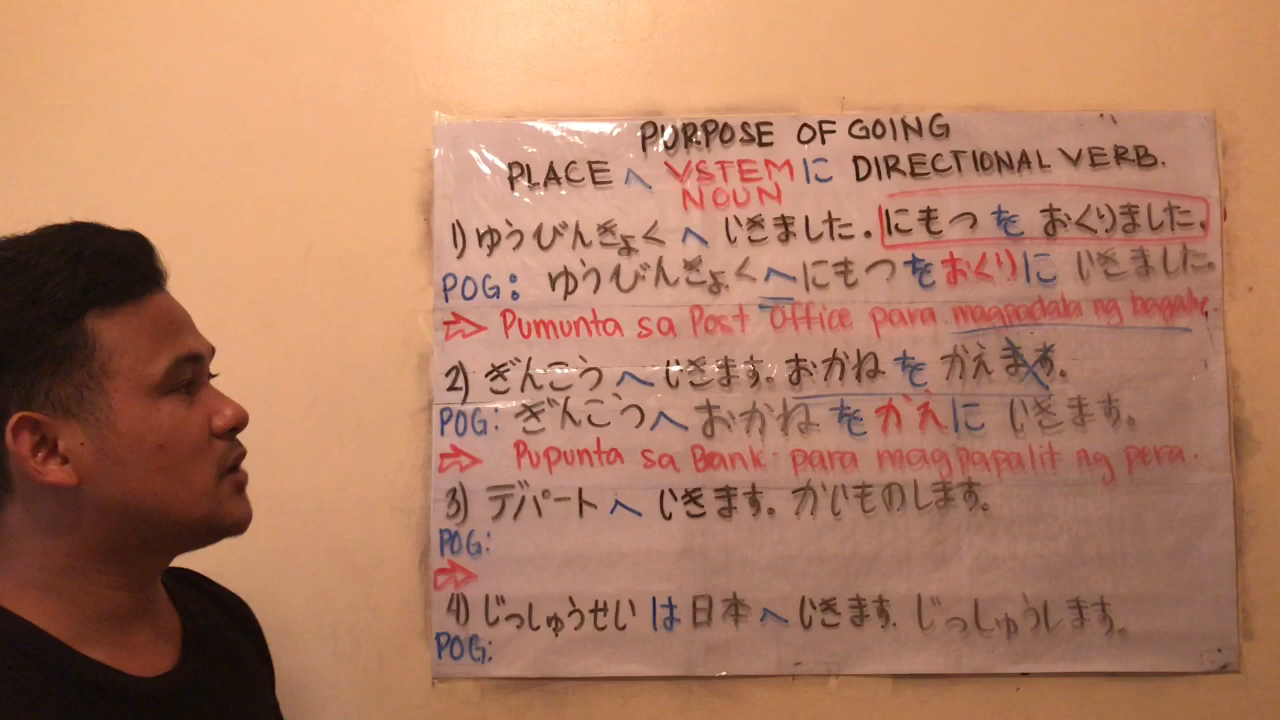 PURPOSE OF GOING
PLACE へ VSTEM に DIRECTIONAL VERB.
NOUN
1) ゆうびんきょく へ いきました. にもつ を おくりました.
POG: ゆうびんきょくへにもつをおくりに いきました.
⇨ Pumunta sa Post Office para magpadala ng bagahe.
2) ぎんこう へ いきます. おかね を かえます.
POG: ぎんこうへ おかね を かえに いきます.
⇨ Pupunta sa Bank para magpapalit ng pera.
3) デパート へ いきます. かいものします.
POG:
⇨
4) じっしゅうせい は 日本 へ いきます. じっしゅうします.
POG: